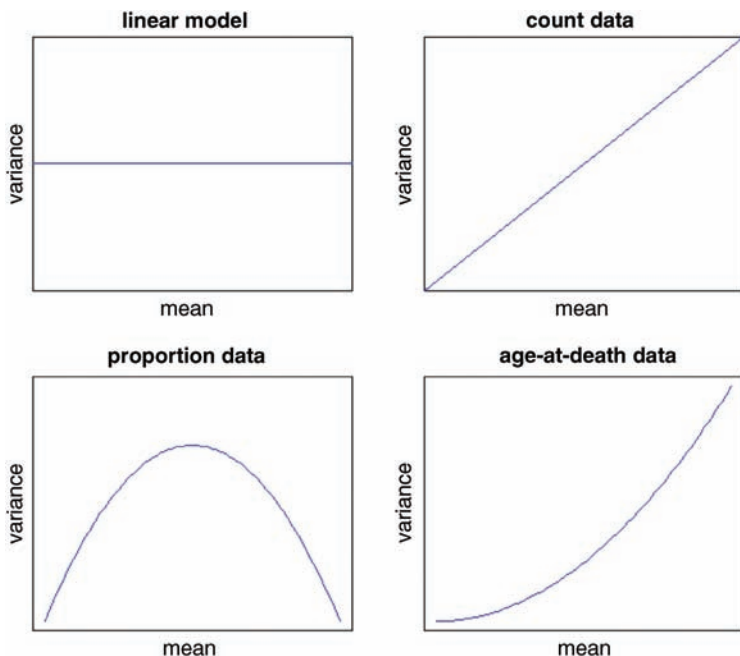 linear model
variance
mean
count data
variance
mean
proportion data
variance
mean
age-at-death data
variance
mean